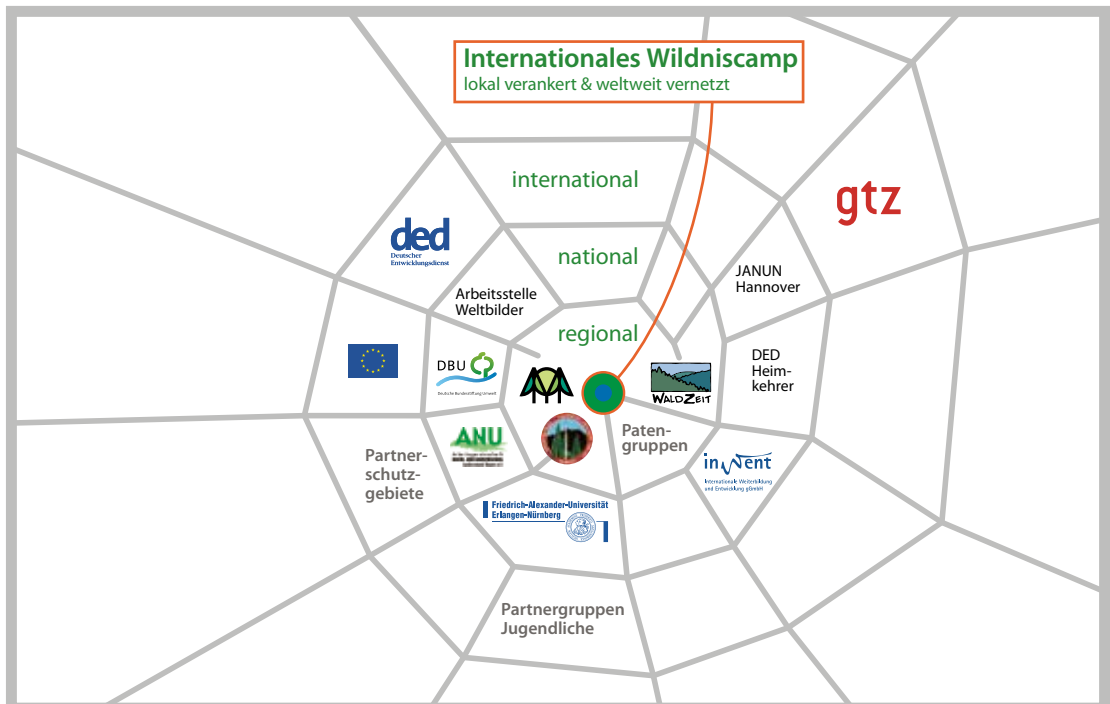 Internationales Wildniscamp
lokal verankert & weltweit vernetzt
international
national
regional
ded
Deutscher
Entwicklungsdienst
Arbeitsstelle
Weltbilder
gtz
JANUN
Hannover
DBU
Deutsche Bundesstiftung Umwelt
WALDZEIT
DED
Heim-
kehrer
ANU
Paten-
gruppen
Partner-
schutz-
gebiete
inWent
Internationale Weiterbildung
und Entwicklung gGmbH
Friedrich-Alexander-Universität
Erlangen-Nürnberg
Partnergruppen
Jugendliche